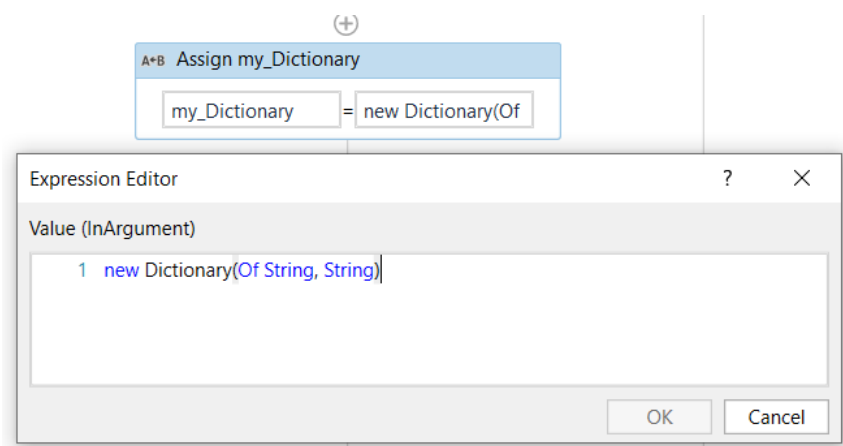 A+B Assign my_Dictionary
my_Dictionary = new Dictionary(Of
Expression Editor ? ×
Value (InArgument)
1 new Dictionary(Of String, String)
OK Cancel